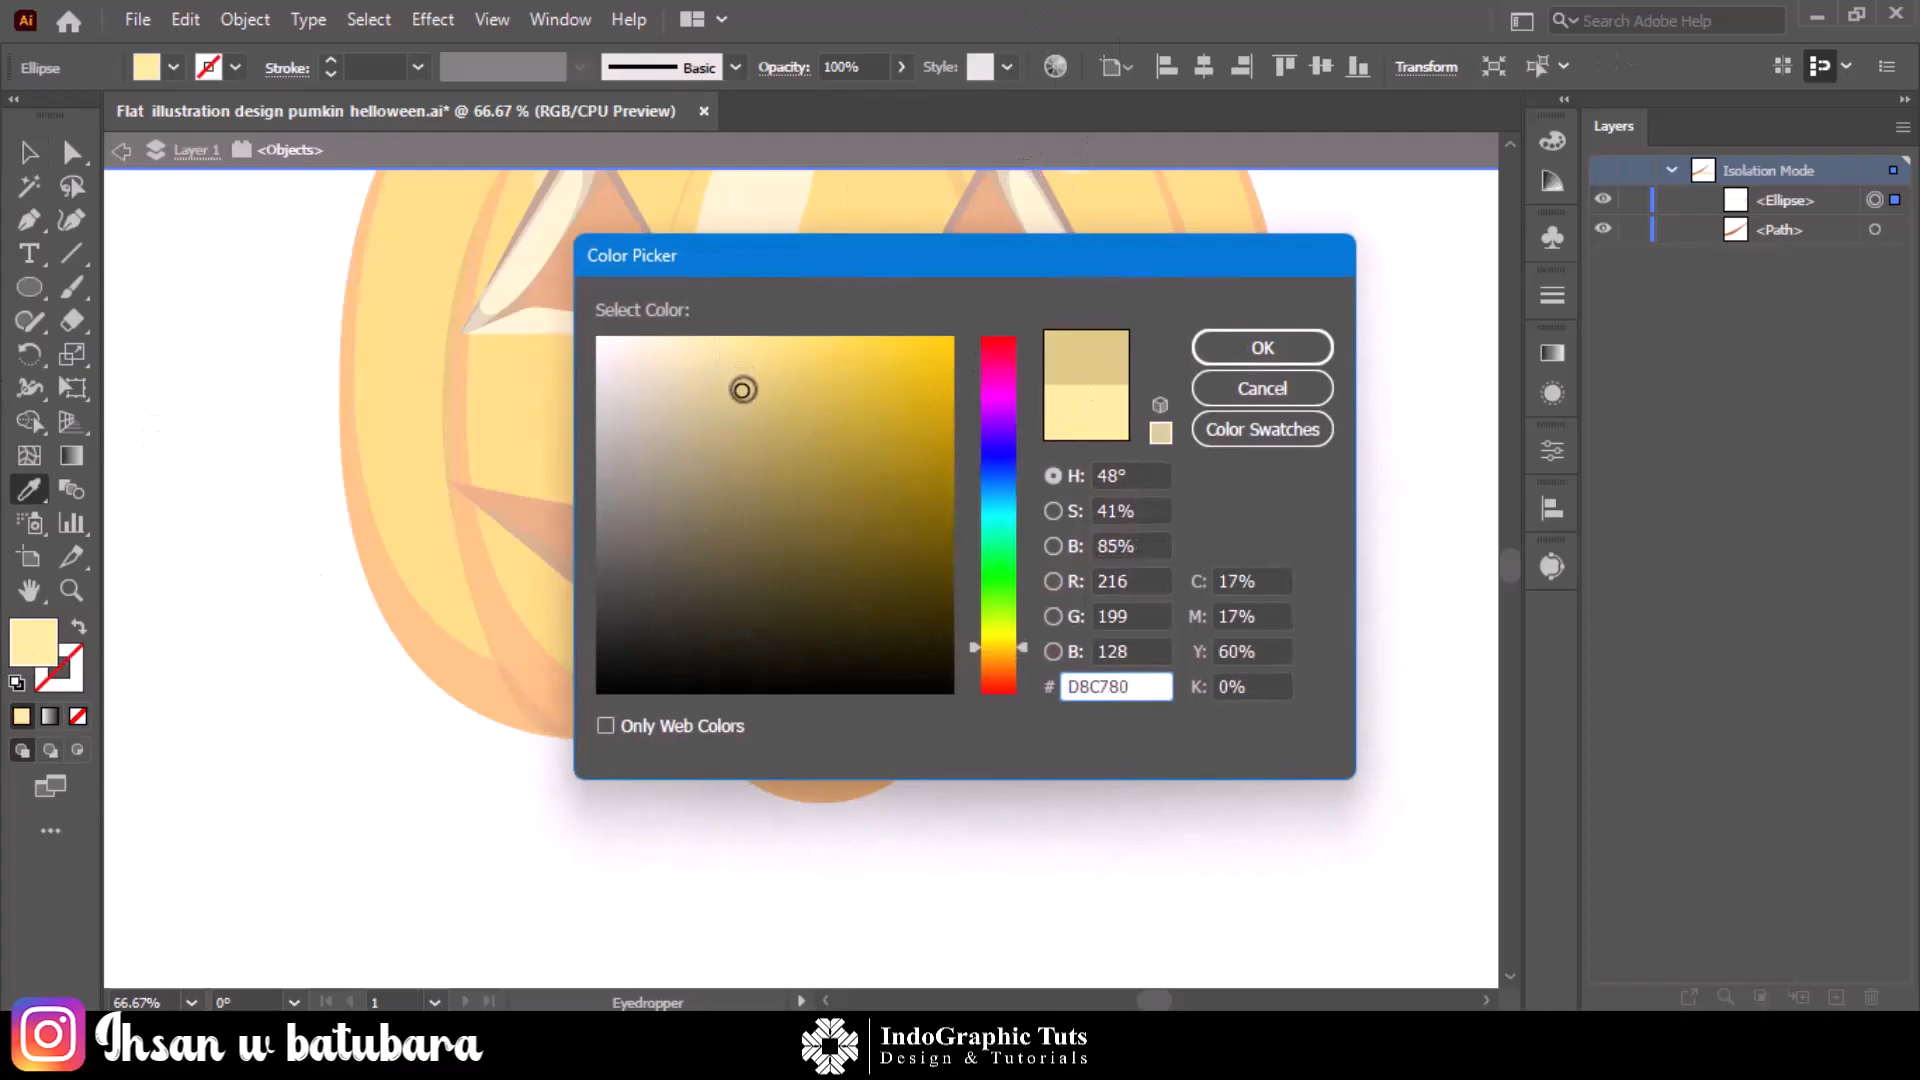 Ai File Edit Object Type Select Effect View Window Help Search Adobe Help
Ellipse Stroke: Basic Opacity: 100% Style: Transform
Flat illustration design pumkin helloween.ai* @ 66.67 % (RGB/CPU Preview) ×
Layer 1 <Objects>
Layers
Isolation Mode
<Ellipse>
<Path>
Color Picker
Select Color:
OK
Cancel
Color Swatches
H: 48°
S: 41%
B: 85%
R: 216 C: 17%
G: 199 M: 17%
B: 128 Y: 60%
# D8C780 K: 0%
Only Web Colors
66.67% 0° 1 Eyedropper
Ihsan w batubara
IndoGraphic Tuts
Design & Tutorials